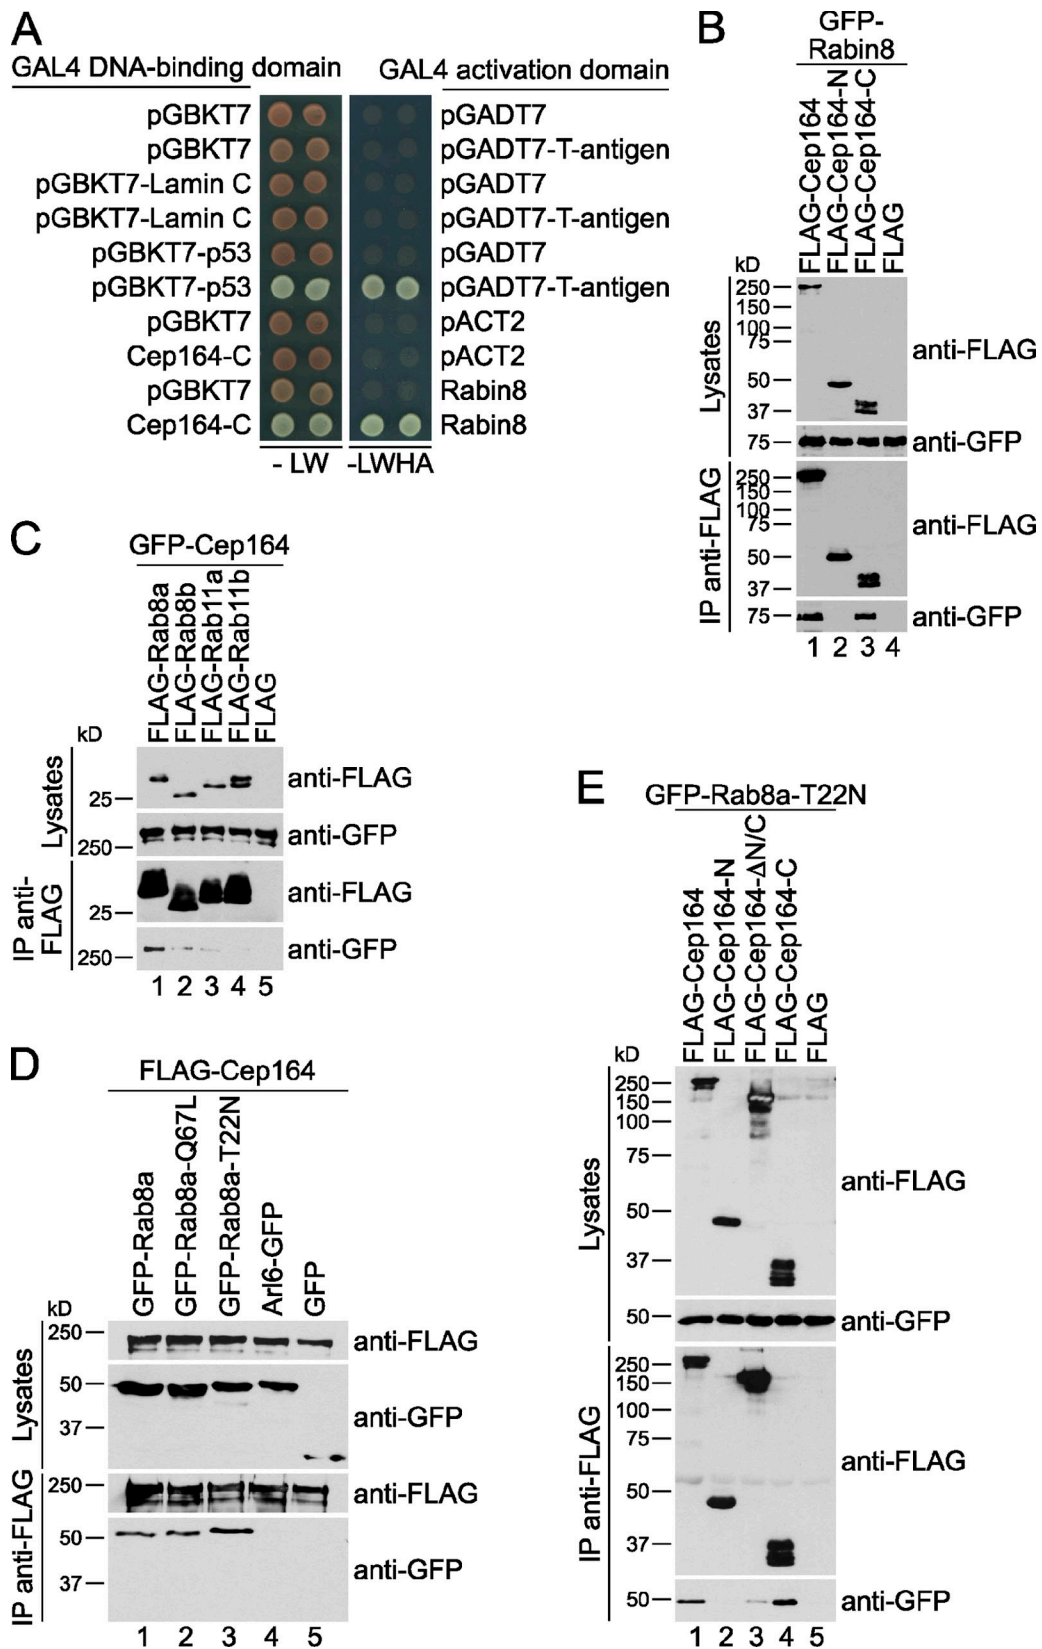 A
GAL4 DNA-binding domain GAL4 activation domain
pGBKT7 pGADT7
pGBKT7 pGADT7-T-antigen
pGBKT7-Lamin C pGADT7
pGBKT7-Lamin C pGADT7-T-antigen
pGBKT7-p53 pGADT7
pGBKT7-p53 pGADT7-T-antigen
pGBKT7 pACT2
Cep164-C pACT2
pGBKT7 Rabin8
Cep164-C Rabin8
- LW -LWHA
B
GFP-
Rabin8
FLAG-Cep164
FLAG-Cep164-N
FLAG-Cep164-C
FLAG
kD
Lysates
250
150
100
75
50
37
anti-FLAG
75
anti-GFP
IP anti-FLAG
250
150
100
75
50
37
anti-FLAG
75
anti-GFP
1 2 3 4
C
GFP-Cep164
FLAG-Rab8a
FLAG-Rab8b
FLAG-Rab11a
FLAG-Rab11b
FLAG
kD
Lysates
25
anti-FLAG
250
anti-GFP
IP anti-
FLAG
25
anti-FLAG
250
anti-GFP
1 2 3 4 5
D
FLAG-Cep164
GFP-Rab8a
GFP-Rab8a-Q67L
GFP-Rab8a-T22N
Arl6-GFP
GFP
kD
Lysates
250
anti-FLAG
50
37
anti-GFP
IP anti-FLAG
250
anti-FLAG
50
37
anti-GFP
1 2 3 4 5
E
GFP-Rab8a-T22N
FLAG-Cep164
FLAG-Cep164-N
FLAG-Cep164-ΔN/C
FLAG-Cep164-C
FLAG
kD
Lysates
250
150
100
75
50
37
anti-FLAG
50
anti-GFP
IP anti-FLAG
250
150
100
75
50
37
anti-FLAG
50
anti-GFP
1 2 3 4 5